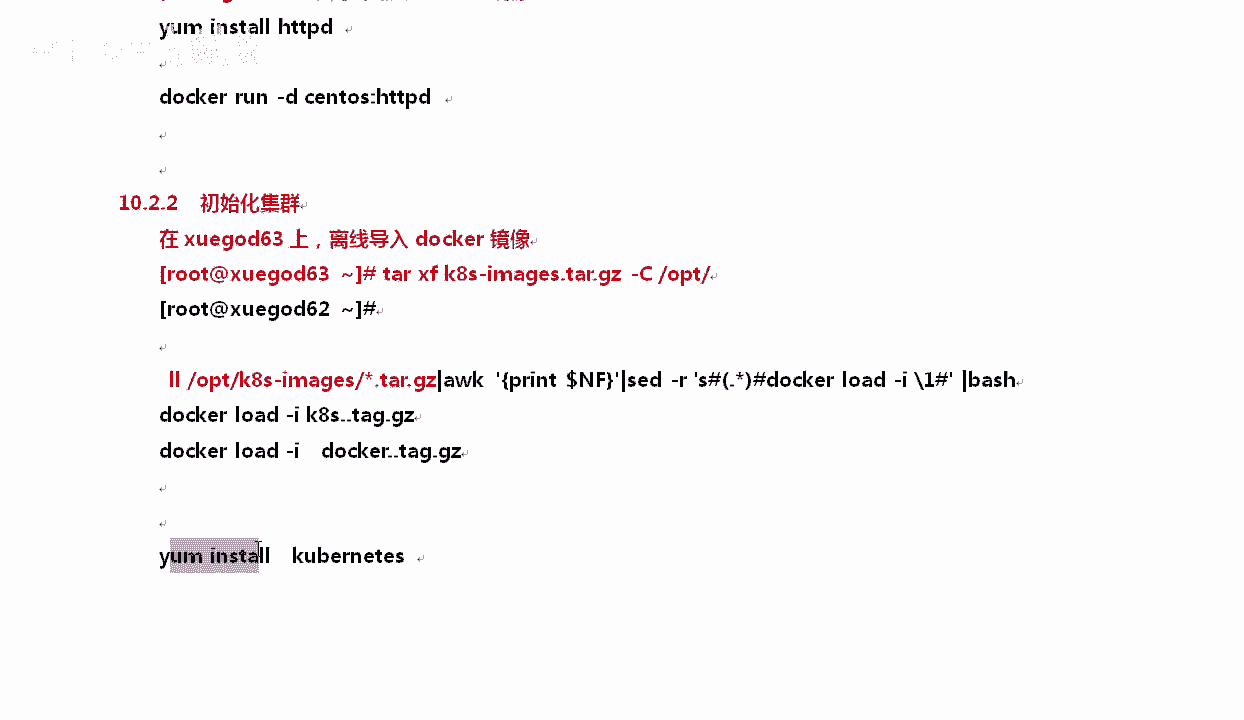 yum install httpd
docker run -d centos:httpd
10.2.2 初始化集群
在 xuegod63 上，离线导入 docker 镜像
[root@xuegod63 ~]# tar xf k8s-images.tar.gz -C /opt/
[root@xuegod62 ~]#
ll /opt/k8s-images/*.tar.gz|awk '{print $NF}'|sed -r 's#(.*)#docker load -i \1#' |bash
docker load -i k8s..tag.gz
docker load -i docker..tag.gz
yum install kubernetes